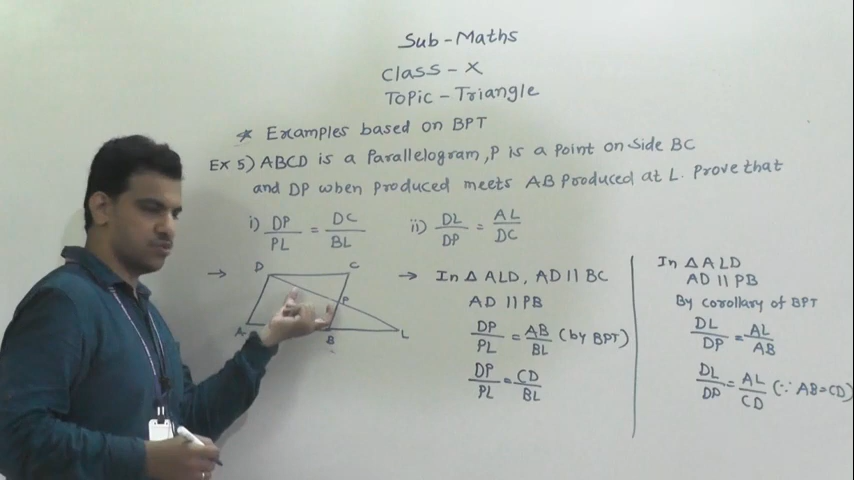 Sub-Maths
Class-X
Topic-Triangle
* Examples based on BPT
Ex 5) ABCD is a Parallelogram, P is a Point on Side BC
and DP when Produced meets AB Produced at L. Prove that
i) DP/PL = DC/BL ii) DL/DP = AL/DC
→ D C P A B L
→ In △ ALD, AD || BC
AD || PB
DP/PL = AB/BL (by BPT)
DP/PL = CD/BL
In △ ALD
AD || PB
By corollary of BPT
DL/DP = AL/AB
DL/DP = AL/CD (∵ AB=CD)